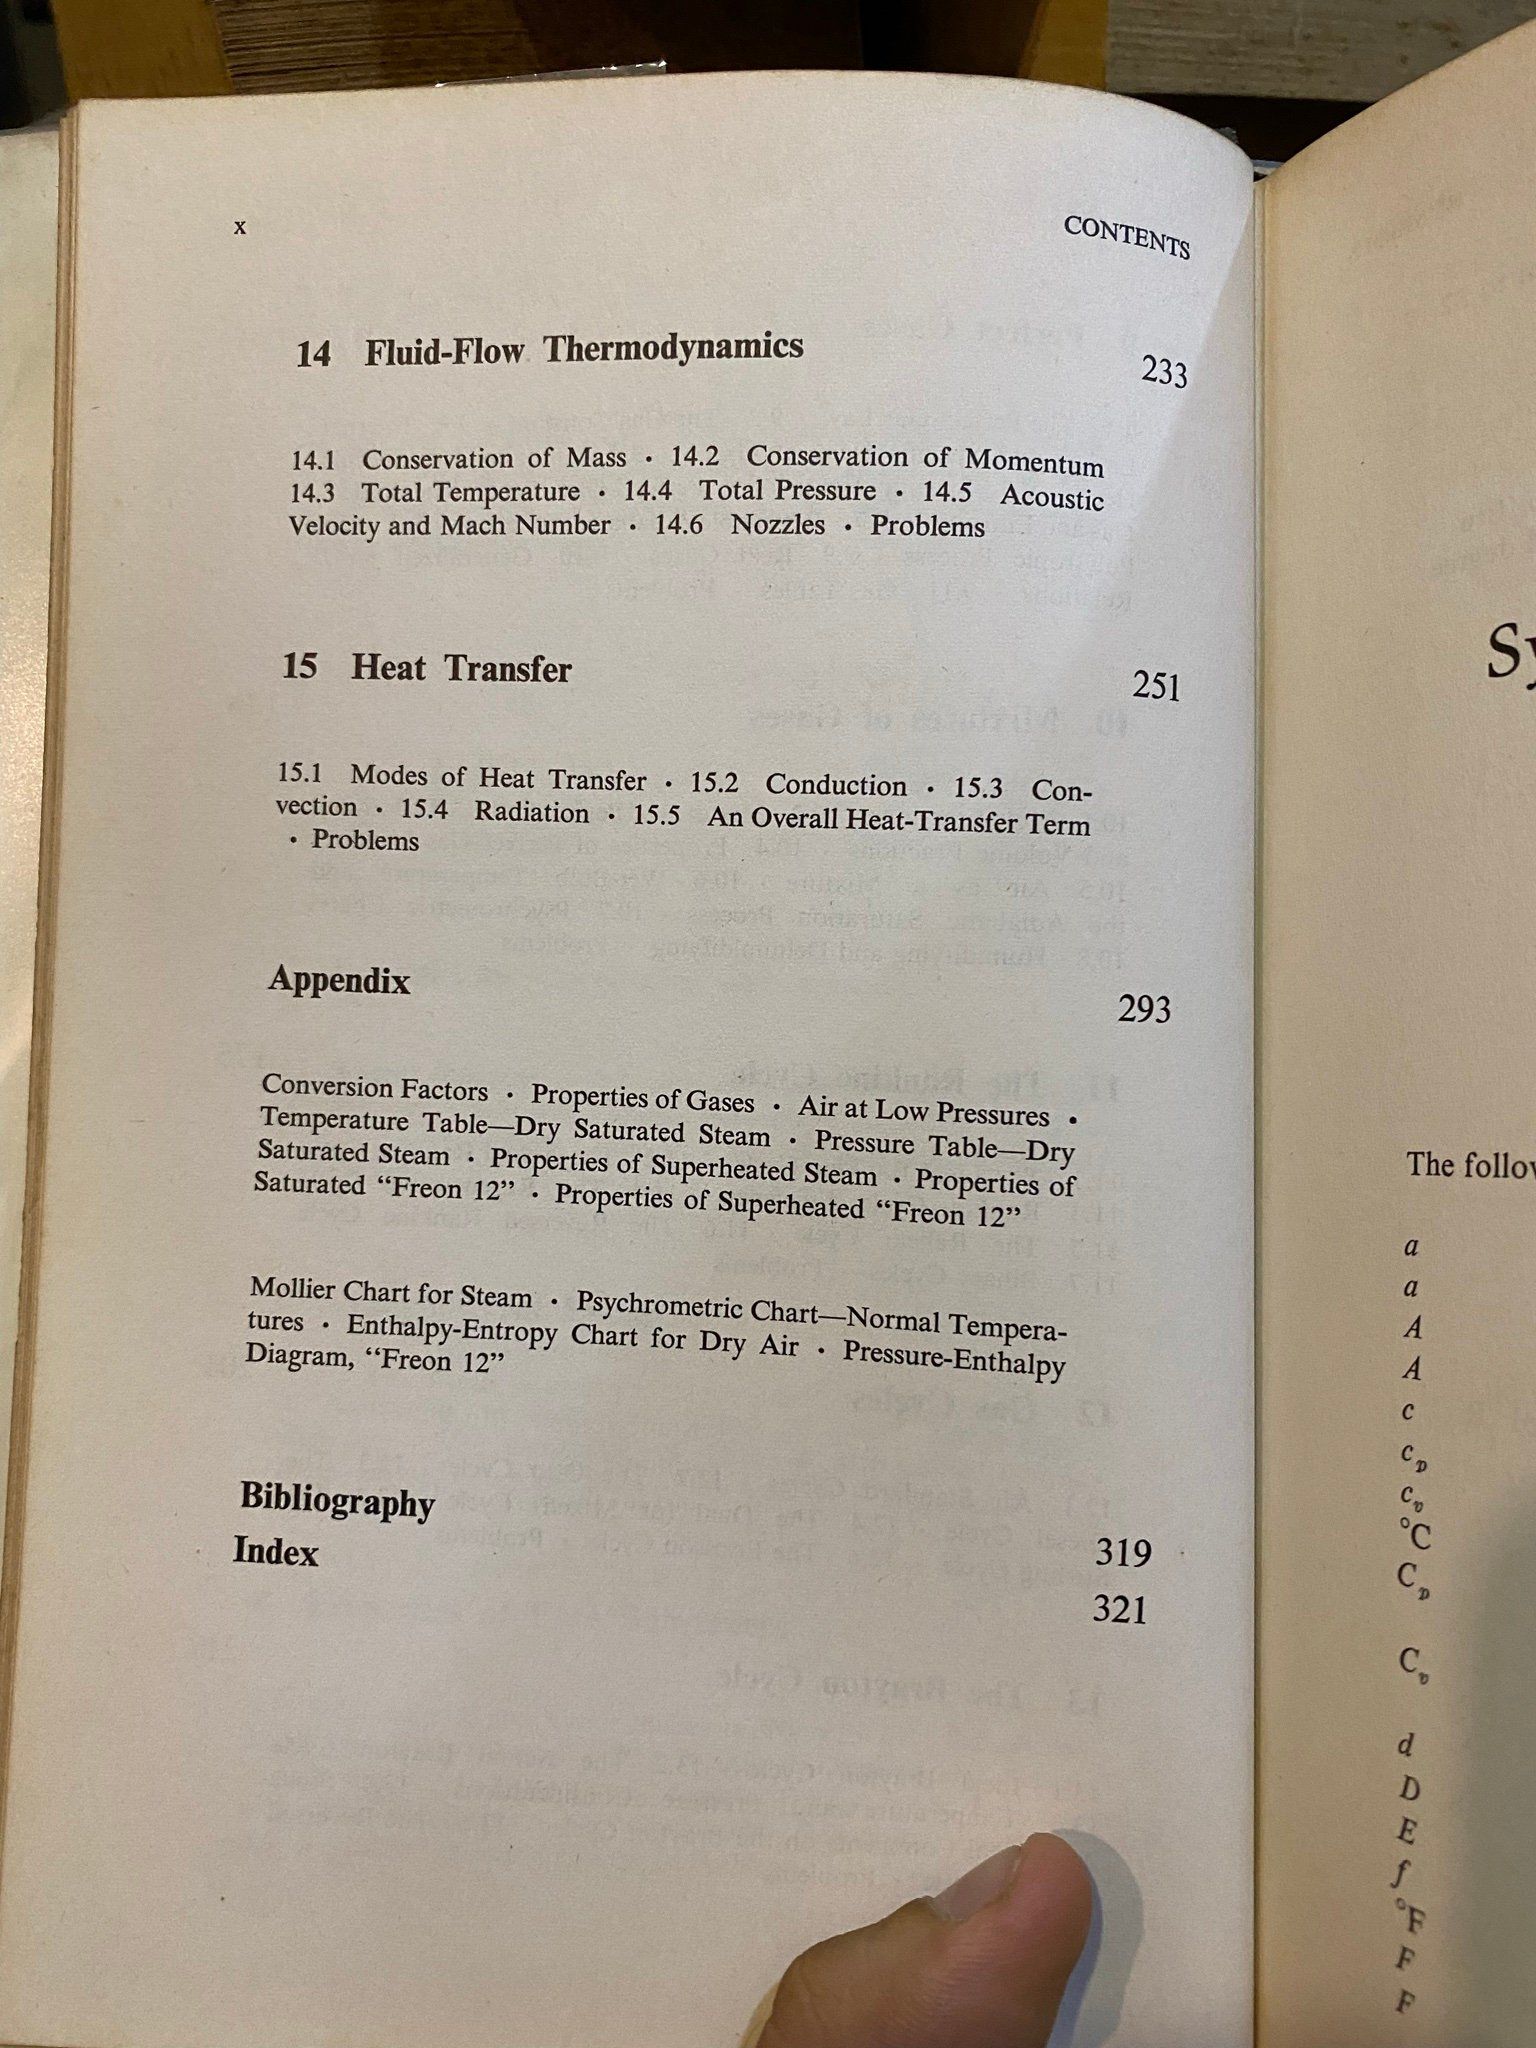 x CONTENTS
14 Fluid-Flow Thermodynamics 233
14.1 Conservation of Mass · 14.2 Conservation of Momentum
14.3 Total Temperature · 14.4 Total Pressure · 14.5 Acoustic
Velocity and Mach Number · 14.6 Nozzles · Problems
15 Heat Transfer 251
15.1 Modes of Heat Transfer · 15.2 Conduction · 15.3 Con-
vection · 15.4 Radiation · 15.5 An Overall Heat-Transfer Term
· Problems
Appendix 293
Conversion Factors · Properties of Gases · Air at Low Pressures ·
Temperature Table—Dry Saturated Steam · Pressure Table—Dry
Saturated Steam · Properties of Superheated Steam · Properties of
Saturated “Freon 12” · Properties of Superheated “Freon 12”
Mollier Chart for Steam · Psychrometric Chart—Normal Tempera-
tures · Enthalpy-Entropy Chart for Dry Air · Pressure-Enthalpy
Diagram, “Freon 12”
Bibliography 319
Index 321
Sy
The follow
a
a
A
A
c
c_p
c_v
°C
C_p
C_v
d
D
E
f
°F
F
F